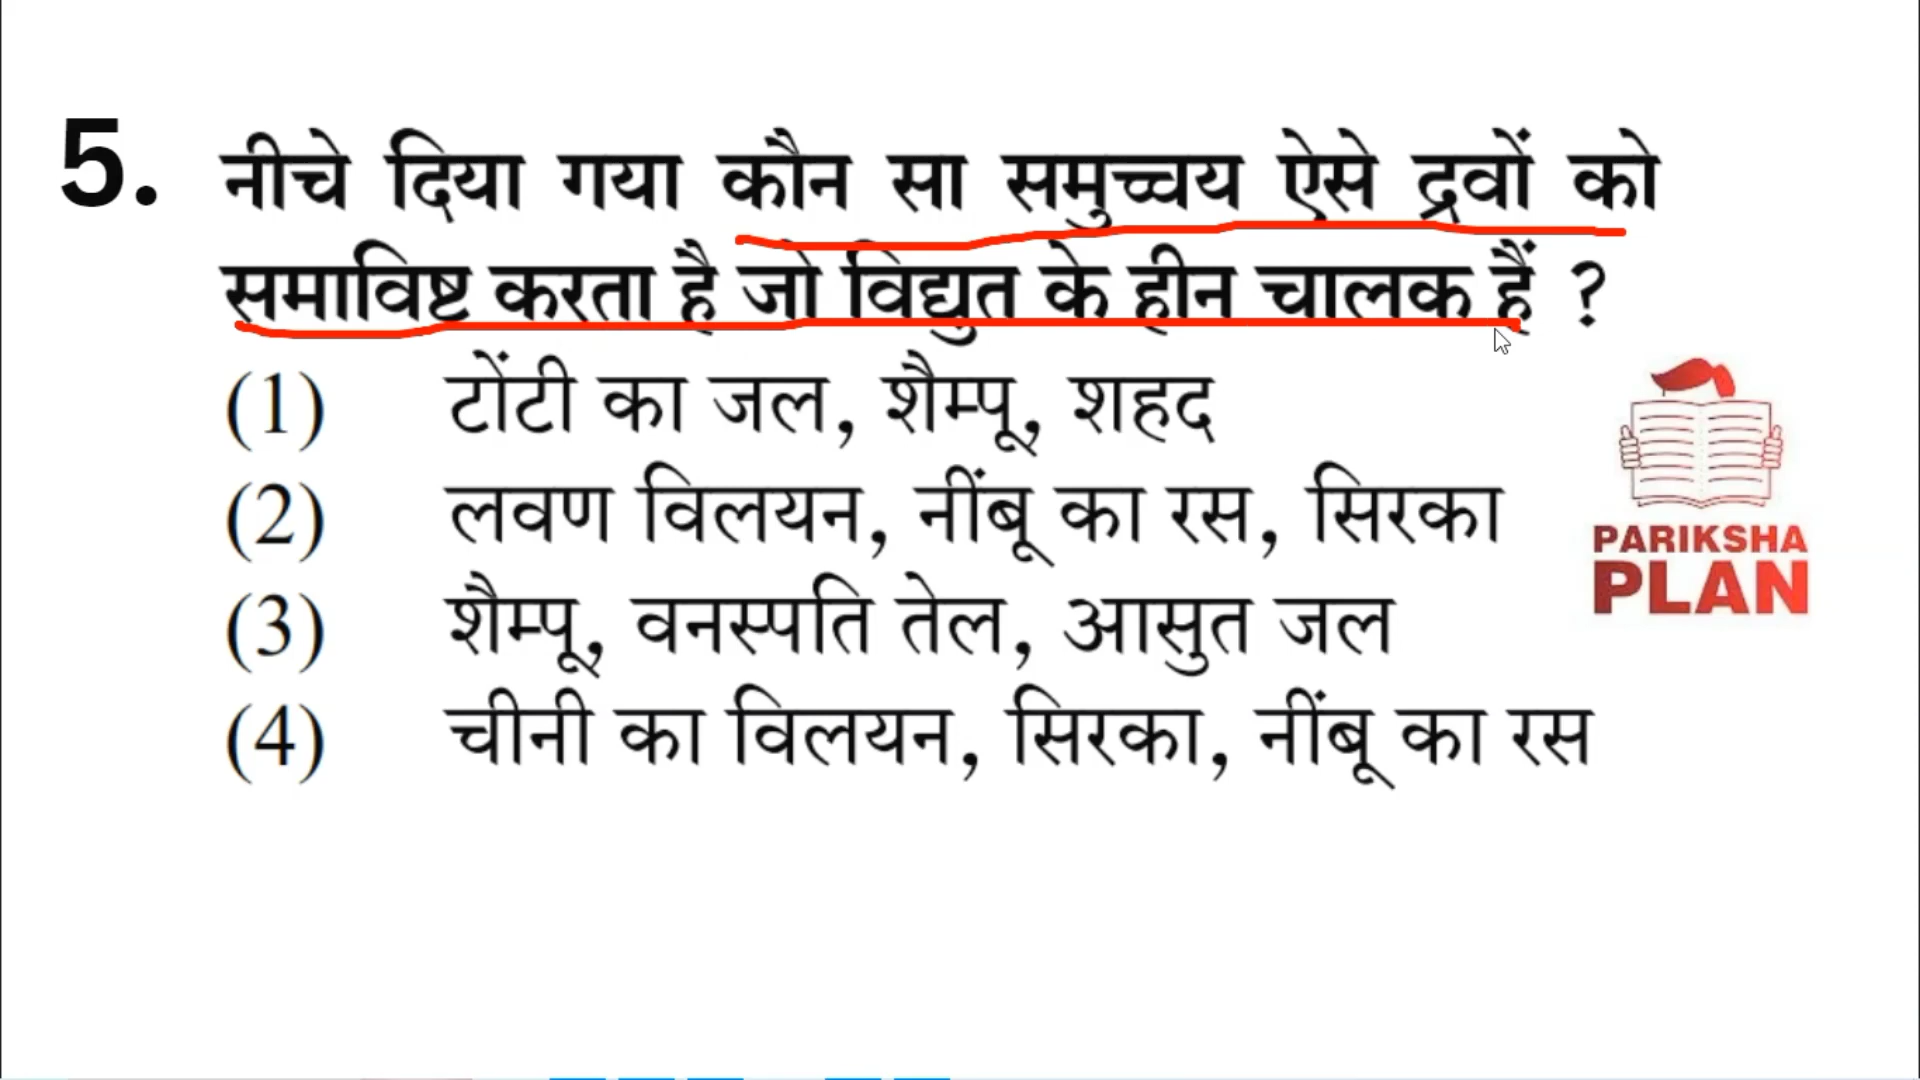 5. नीचे दिया गया कौन सा समुच्चय ऐसे द्रवों को
समाविष्ट करता है जो विद्युत के हीन चालक हैं ?
(1) टोंटी का जल, शैम्पू, शहद
(2) लवण विलयन, नींबू का रस, सिरका
(3) शैम्पू, वनस्पति तेल, आसुत जल
(4) चीनी का विलयन, सिरका, नींबू का रस
PARIKSHA
PLAN